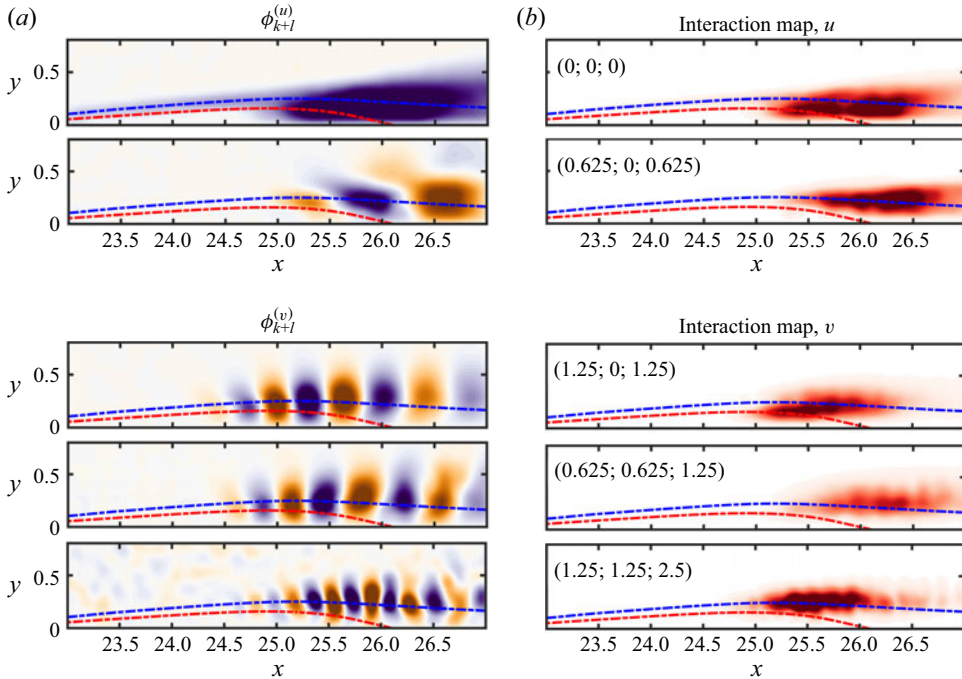 (a) ϕ_{k+l}^{(u)} (b) Interaction map, u
y 0.5 0 (0; 0; 0)
y 0.5 0 (0.625; 0; 0.625)
23.5 24.0 24.5 25.0 25.5 26.0 26.5 23.5 24.0 24.5 25.0 25.5 26.0 26.5
x x
ϕ_{k+l}^{(v)} Interaction map, v
y 0.5 0 (1.25; 0; 1.25)
y 0.5 0 (0.625; 0.625; 1.25)
y 0.5 0 (1.25; 1.25; 2.5)
23.5 24.0 24.5 25.0 25.5 26.0 26.5 23.5 24.0 24.5 25.0 25.5 26.0 26.5
x x